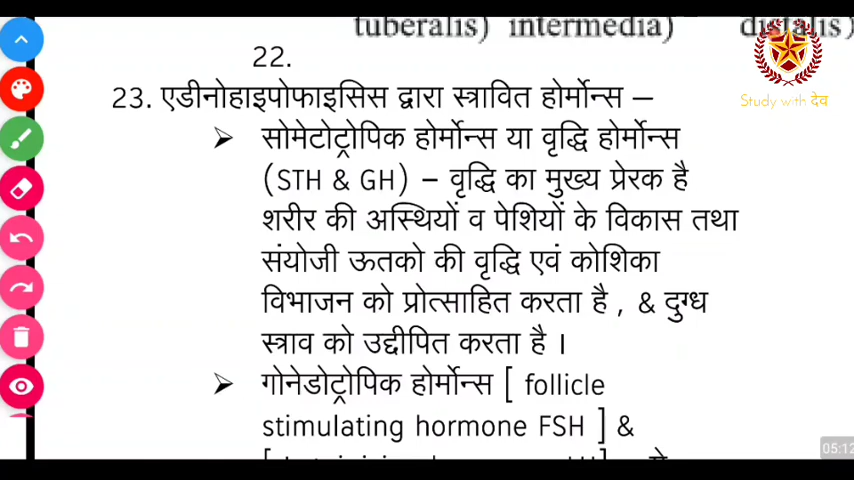 tuberalis) intermedia) distalis)
22.
Study with देव
23. एडीनोहाइपोफाइसिस द्वारा स्त्रावित होर्मोन्स –
➢ सोमेटोट्रोपिक होर्मोन्स या वृद्धि होर्मोन्स
(STH & GH) – वृद्धि का मुख्य प्रेरक है
शरीर की अस्थियों व पेशियों के विकास तथा
संयोजी ऊतको की वृद्धि एवं कोशिका
विभाजन को प्रोत्साहित करता है , & दुग्ध
स्त्राव को उद्दीपित करता है ।
➢ गोनेडोट्रोपिक होर्मोन्स [ follicle
stimulating hormone FSH ] &
05:12